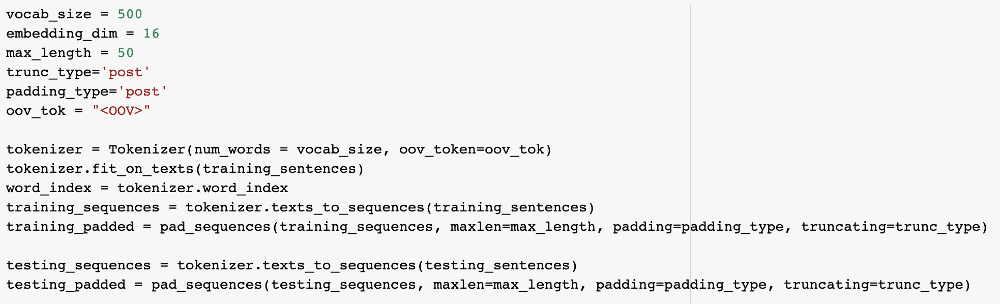 vocab_size = 500
embedding_dim = 16
max_length = 50
trunc_type='post'
padding_type='post'
oov_tok = "<OOV>"
tokenizer = Tokenizer(num_words = vocab_size, oov_token=oov_tok)
tokenizer.fit_on_texts(training_sentences)
word_index = tokenizer.word_index
training_sequences = tokenizer.texts_to_sequences(training_sentences)
training_padded = pad_sequences(training_sequences, maxlen=max_length, padding=padding_type, truncating=trunc_type)
testing_sequences = tokenizer.texts_to_sequences(testing_sentences)
testing_padded = pad_sequences(testing_sequences, maxlen=max_length, padding=padding_type, truncating=trunc_type)